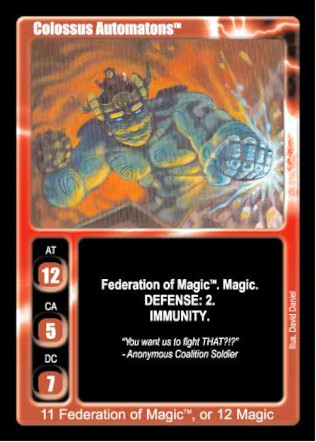 Colossus Automatons™
AT
12
CA
5
DC
7
Federation of Magic™. Magic.
DEFENSE: 2.
IMMUNITY.
"You want us to fight THAT?!?"
- Anonymous Coalition Soldier
Illus. David Daniel
11 Federation of Magic™, or 12 Magic